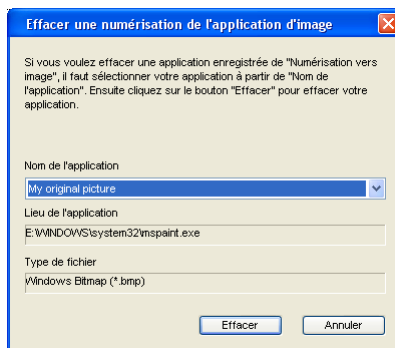 Effacer une numérisation de l'application d'image
Si vous voulez effacer une application enregistrée de "Numérisation vers
image", il faut sélectionner votre application à partir de "Nom de
l'application". Ensuite cliquez sur le bouton "Effacer" pour effacer votre
application.
Nom de l'application
My original picture
Lieu de l'application
E:\WINDOWS\system32\mspaint.exe
Type de fichier
Windows Bitmap (*.bmp)
Effacer
Annuler